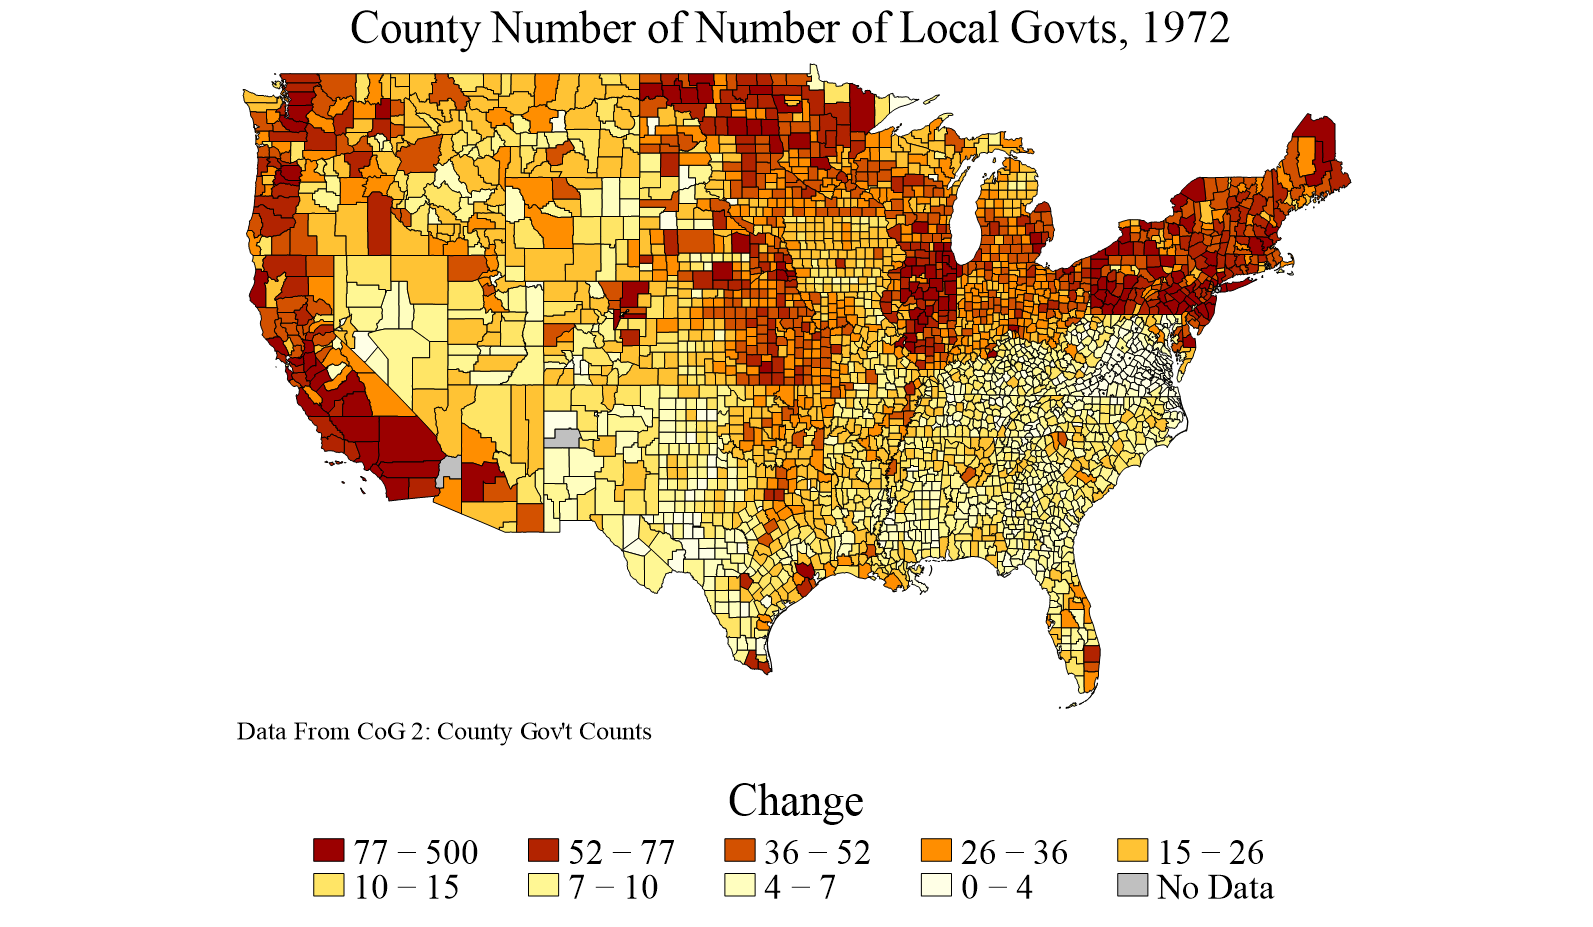 County Number of Number of Local Govts, 1972
Data From CoG 2: County Gov't Counts
Change
77 − 500 52 − 77 36 − 52 26 − 36 15 − 26
10 − 15 7 − 10 4 − 7 0 − 4 No Data